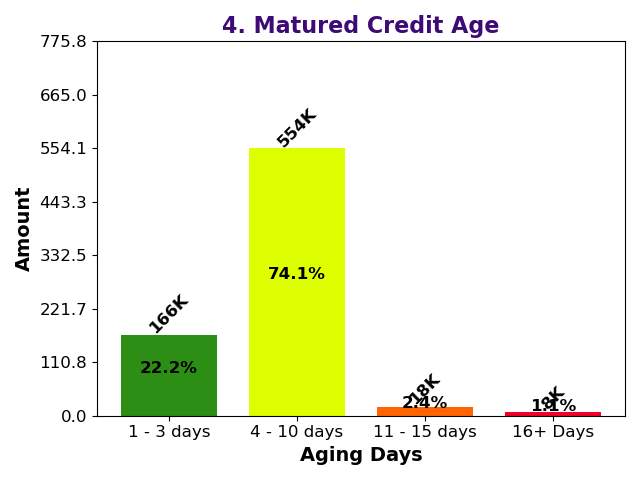 4. Matured Credit Age
775.8
665.0
554.1
443.3
332.5
221.7
110.8
0.0
Amount
166K
22.2%
554K
74.1%
18K
2.4%
8K
1.1%
1 - 3 days
4 - 10 days
11 - 15 days
16+ Days
Aging Days